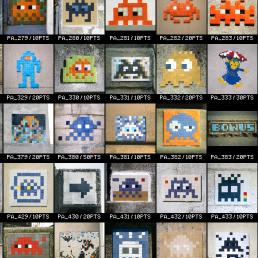 PA_279/10PTS PA_280/10PTS PA_281/10PTS PA_282/20PTS PA_283/10PTS
PA_329/20PTS PA_330/10PTS PA_331/10PTS PA_332/20PTS PA_333/30PTS
BONUS
PA_379/20PTS PA_380/50PTS PA_381/10PTS PA_382/10PTS PA_383/20PTS
PA_429/10PTS PA_430/20PTS PA_431/10PTS PA_432/10PTS PA_433/10PTS